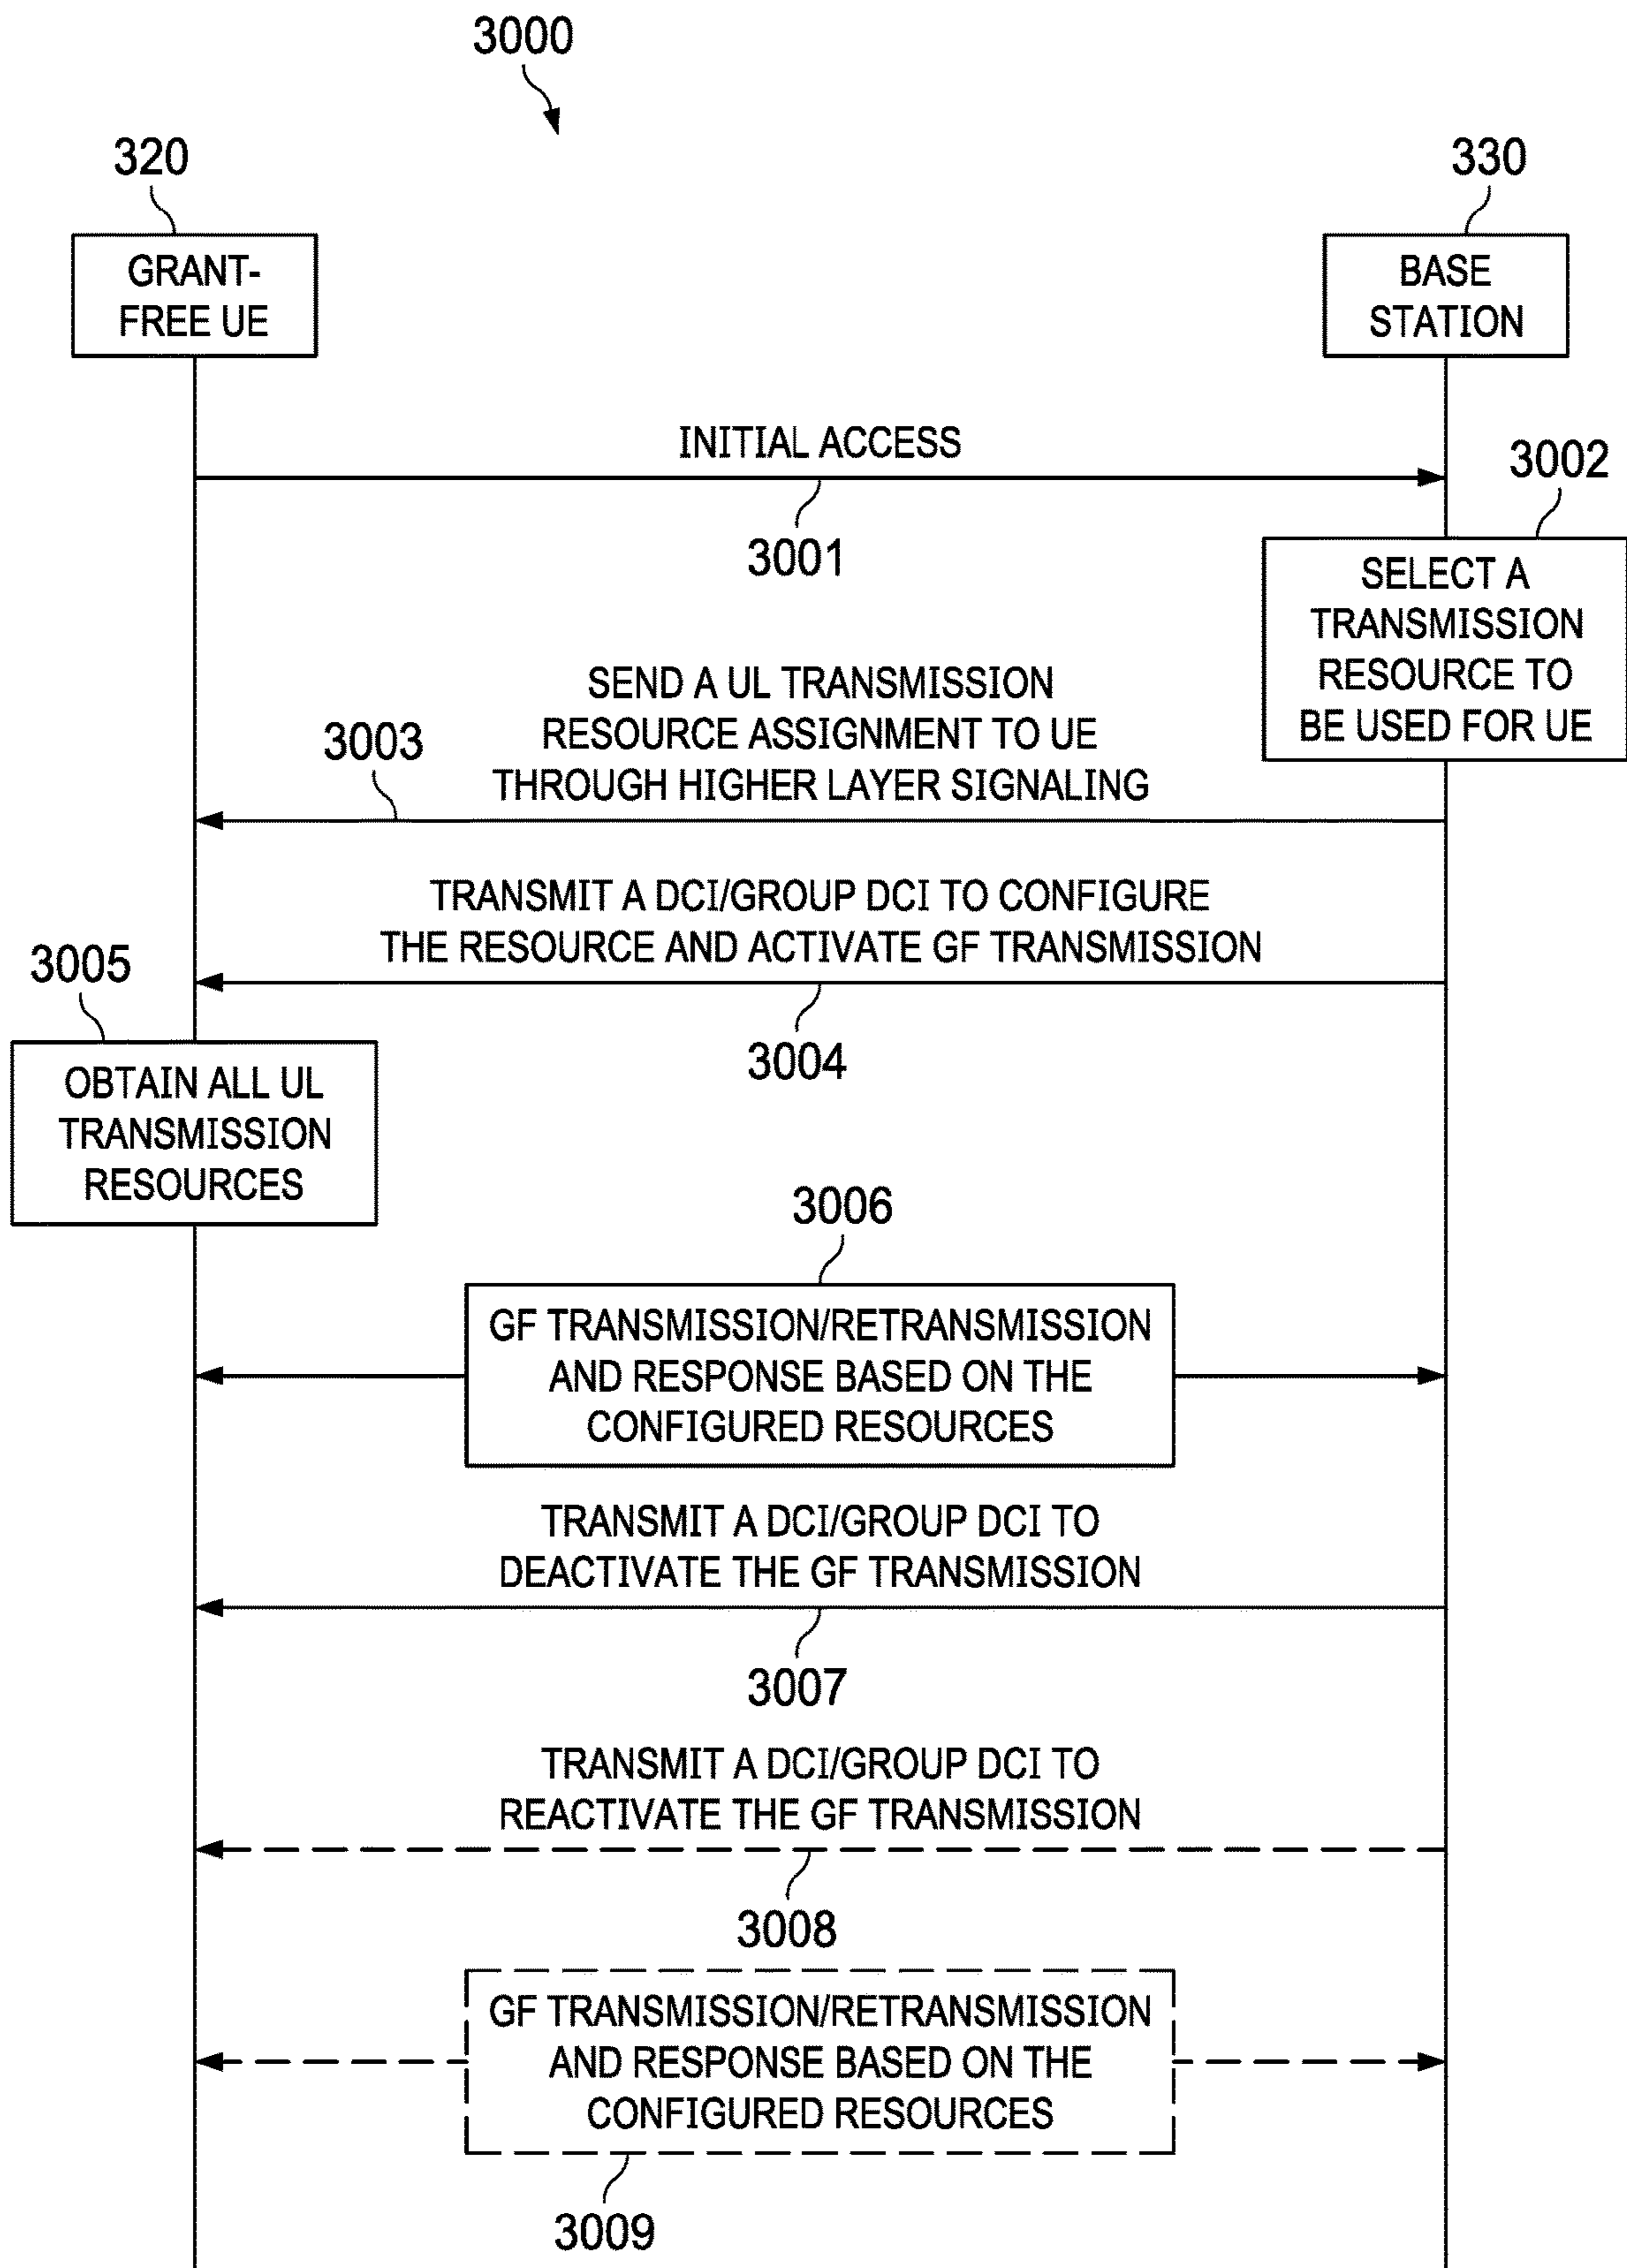 3000
320
330
GRANT-
FREE UE
BASE
STATION
INITIAL ACCESS
3001
3002
SELECT A
TRANSMISSION
RESOURCE TO
BE USED FOR UE
SEND A UL TRANSMISSION
RESOURCE ASSIGNMENT TO UE
THROUGH HIGHER LAYER SIGNALING
3003
TRANSMIT A DCI/GROUP DCI TO CONFIGURE
THE RESOURCE AND ACTIVATE GF TRANSMISSION
3004
3005
OBTAIN ALL UL
TRANSMISSION
RESOURCES
3006
GF TRANSMISSION/RETRANSMISSION
AND RESPONSE BASED ON THE
CONFIGURED RESOURCES
TRANSMIT A DCI/GROUP DCI TO
DEACTIVATE THE GF TRANSMISSION
3007
TRANSMIT A DCI/GROUP DCI TO
REACTIVATE THE GF TRANSMISSION
3008
GF TRANSMISSION/RETRANSMISSION
AND RESPONSE BASED ON THE
CONFIGURED RESOURCES
3009